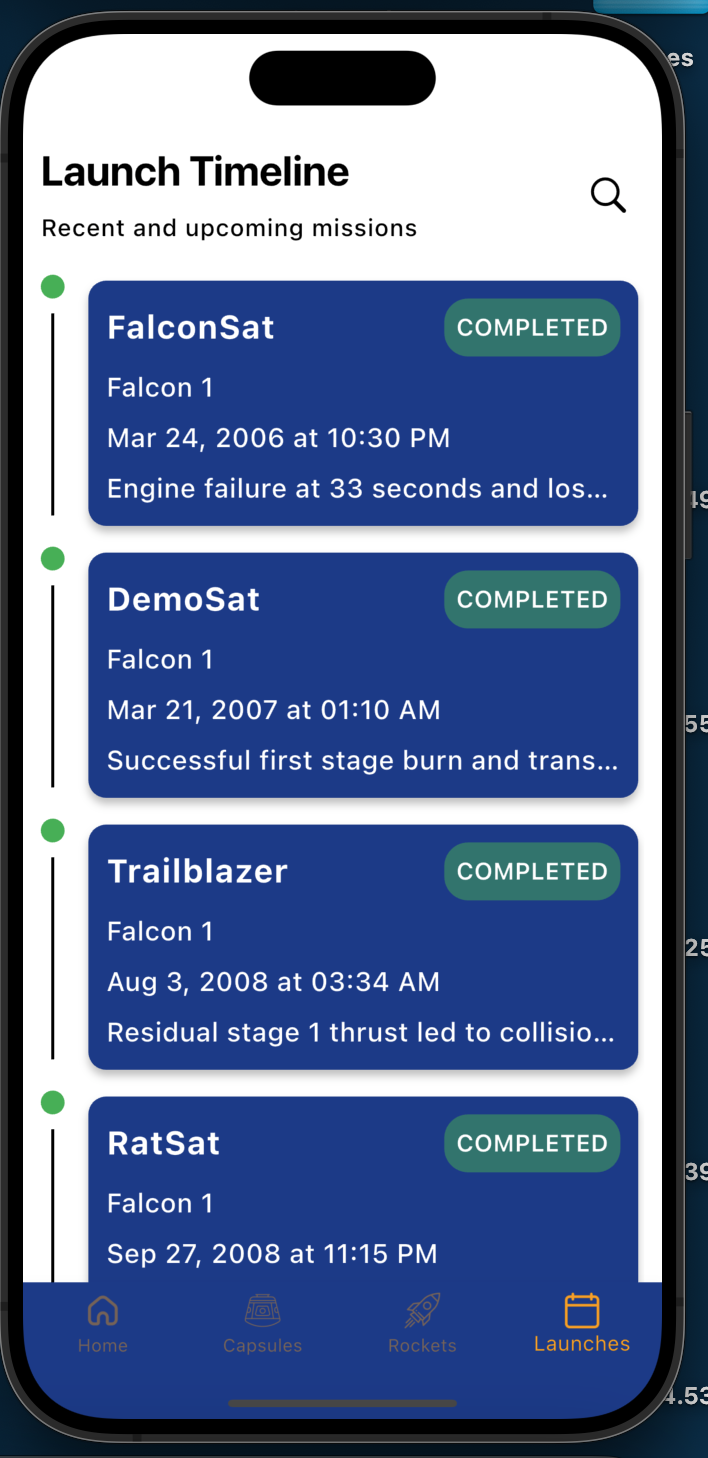 es
Launch Timeline
Recent and upcoming missions
FalconSat
COMPLETED
Falcon 1
Mar 24, 2006 at 10:30 PM
Engine failure at 33 seconds and los...
49
DemoSat
COMPLETED
Falcon 1
Mar 21, 2007 at 01:10 AM
55
Successful first stage burn and trans...
Trailblazer
COMPLETED
Falcon 1
25
Aug 3, 2008 at 03:34 AM
Residual stage 1 thrust led to collisio...
RatSat
COMPLETED
39
Falcon 1
Sep 27, 2008 at 11:15 PM
Home
Capsules
Rockets
Launches
4.53